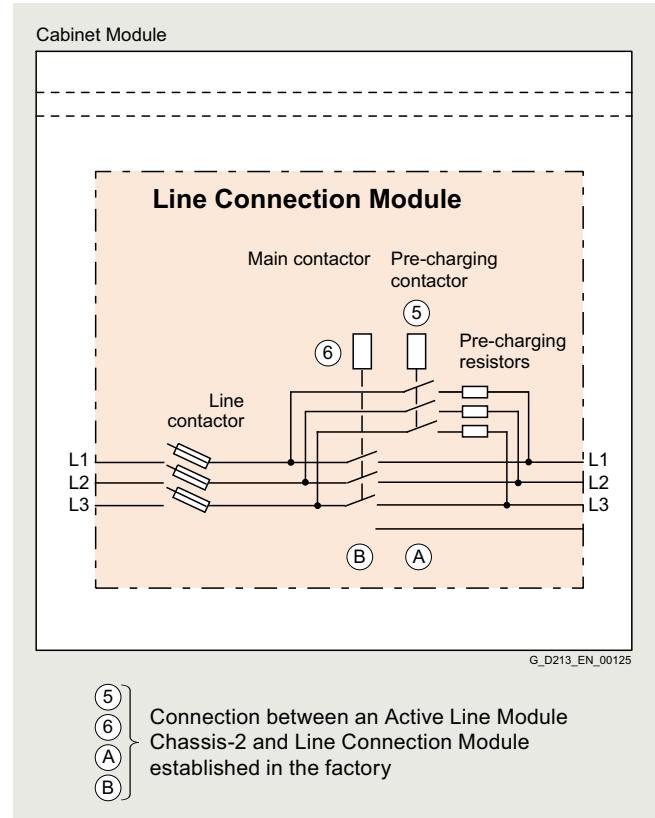 Cabinet Module
Line Connection Module
Main contactor
Pre-charging
contactor
5
6
Pre-charging
resistors
Line
contactor
L1
L1
L2
L2
L3
L3
B
A
G_D213_EN_00125
5
6
A
B
Connection between an Active Line Module
Chassis-2 and Line Connection Module
established in the factory